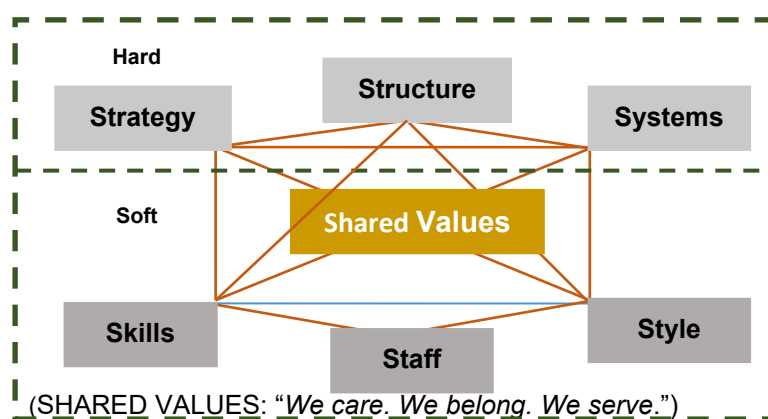 Hard
Structure
Strategy
Systems
Soft
Shared Values
Skills
Staff
Style
(SHARED VALUES: “We care. We belong. We serve.”)